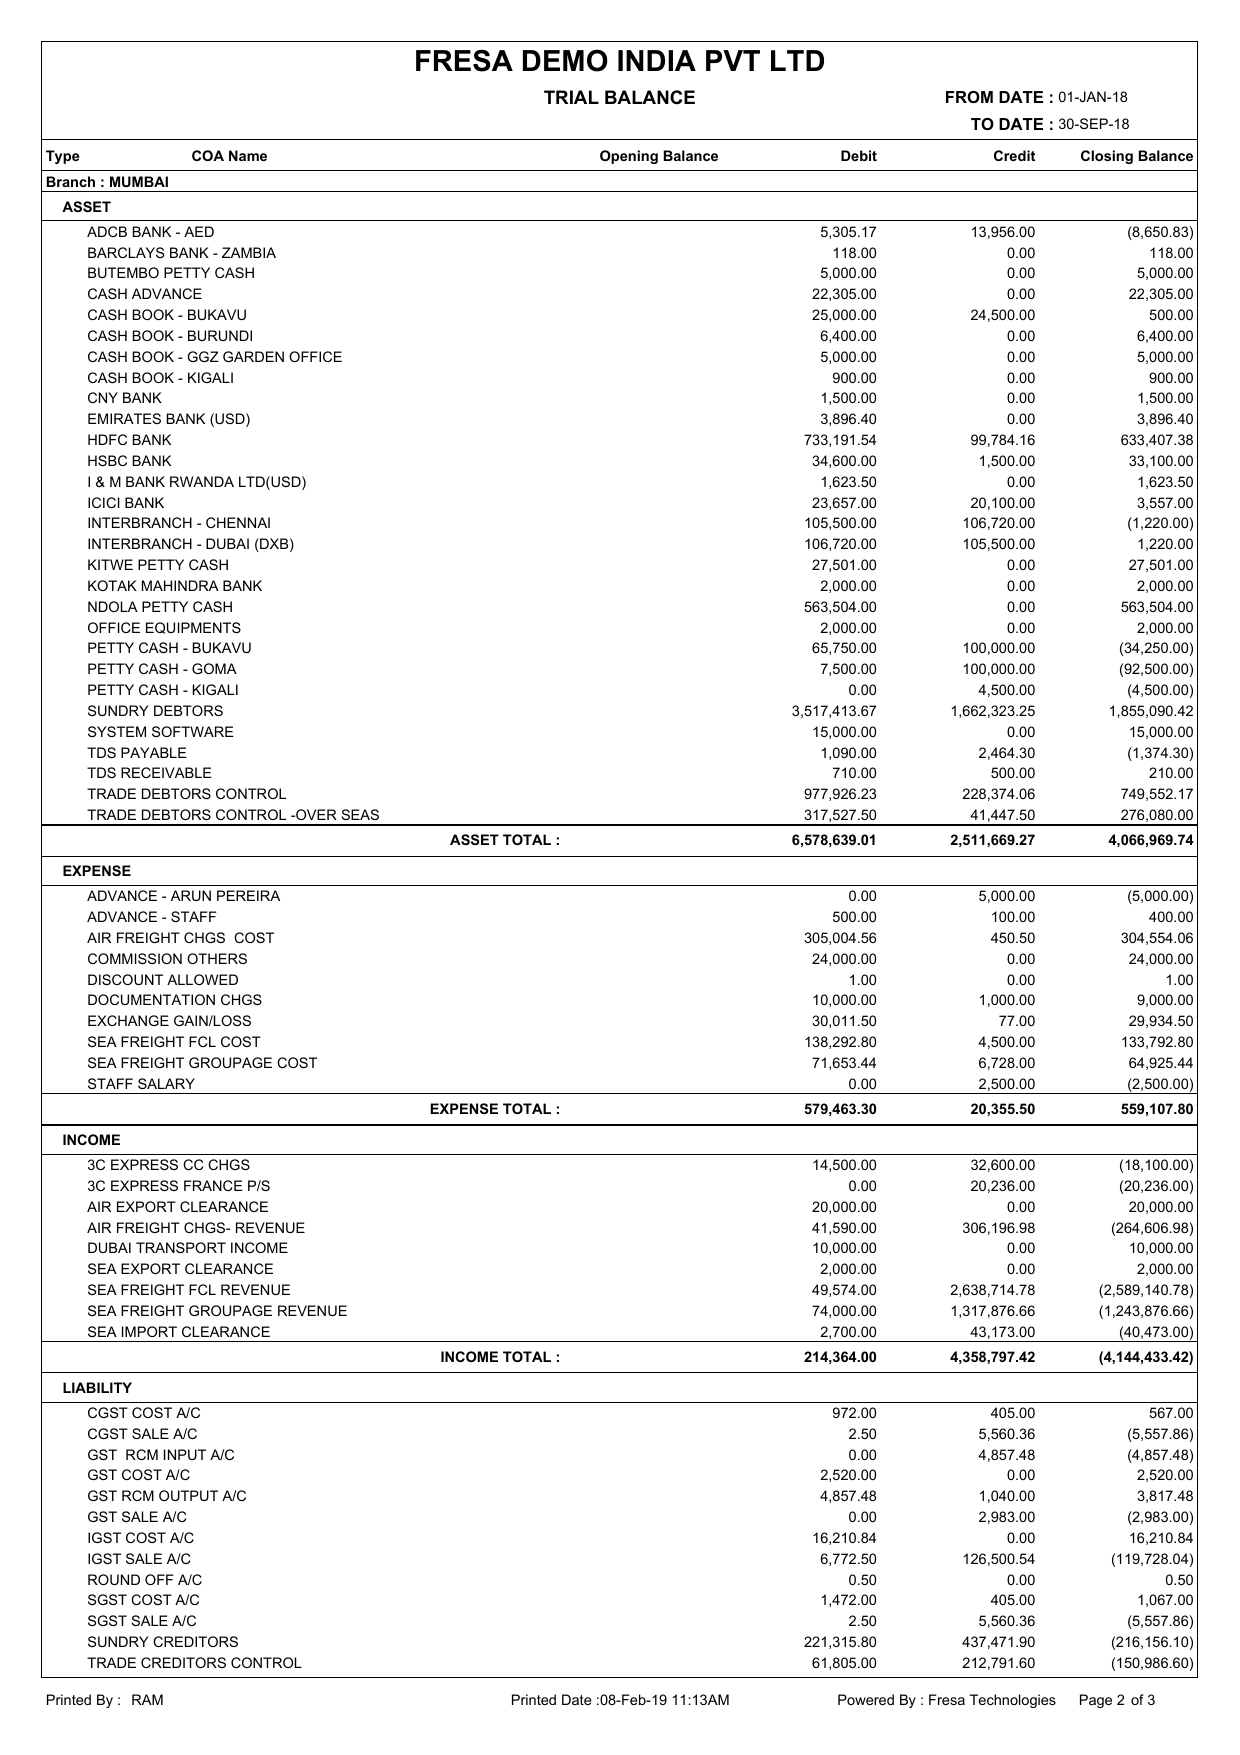 FRESA DEMO INDIA PVT LTD
TRIAL BALANCE FROM DATE : 01-JAN-18
TO DATE : 30-SEP-18
Type COA Name Opening Balance Debit Credit Closing Balance
Branch : MUMBAI
ASSET
ADCB BANK - AED 5,305.17 13,956.00 (8,650.83)
BARCLAYS BANK - ZAMBIA 118.00 0.00 118.00
BUTEMBO PETTY CASH 5,000.00 0.00 5,000.00
CASH ADVANCE 22,305.00 0.00 22,305.00
CASH BOOK - BUKAVU 25,000.00 24,500.00 500.00
CASH BOOK - BURUNDI 6,400.00 0.00 6,400.00
CASH BOOK - GGZ GARDEN OFFICE 5,000.00 0.00 5,000.00
CASH BOOK - KIGALI 900.00 0.00 900.00
CNY BANK 1,500.00 0.00 1,500.00
EMIRATES BANK (USD) 3,896.40 0.00 3,896.40
HDFC BANK 733,191.54 99,784.16 633,407.38
HSBC BANK 34,600.00 1,500.00 33,100.00
I & M BANK RWANDA LTD(USD) 1,623.50 0.00 1,623.50
ICICI BANK 23,657.00 20,100.00 3,557.00
INTERBRANCH - CHENNAI 105,500.00 106,720.00 (1,220.00)
INTERBRANCH - DUBAI (DXB) 106,720.00 105,500.00 1,220.00
KITWE PETTY CASH 27,501.00 0.00 27,501.00
KOTAK MAHINDRA BANK 2,000.00 0.00 2,000.00
NDOLA PETTY CASH 563,504.00 0.00 563,504.00
OFFICE EQUIPMENTS 2,000.00 0.00 2,000.00
PETTY CASH - BUKAVU 65,750.00 100,000.00 (34,250.00)
PETTY CASH - GOMA 7,500.00 100,000.00 (92,500.00)
PETTY CASH - KIGALI 0.00 4,500.00 (4,500.00)
SUNDRY DEBTORS 3,517,413.67 1,662,323.25 1,855,090.42
SYSTEM SOFTWARE 15,000.00 0.00 15,000.00
TDS PAYABLE 1,090.00 2,464.30 (1,374.30)
TDS RECEIVABLE 710.00 500.00 210.00
TRADE DEBTORS CONTROL 977,926.23 228,374.06 749,552.17
TRADE DEBTORS CONTROL -OVER SEAS 317,527.50 41,447.50 276,080.00
ASSET TOTAL : 6,578,639.01 2,511,669.27 4,066,969.74
EXPENSE
ADVANCE - ARUN PEREIRA 0.00 5,000.00 (5,000.00)
ADVANCE - STAFF 500.00 100.00 400.00
AIR FREIGHT CHGS  COST 305,004.56 450.50 304,554.06
COMMISSION OTHERS 24,000.00 0.00 24,000.00
DISCOUNT ALLOWED 1.00 0.00 1.00
DOCUMENTATION CHGS 10,000.00 1,000.00 9,000.00
EXCHANGE GAIN/LOSS 30,011.50 77.00 29,934.50
SEA FREIGHT FCL COST 138,292.80 4,500.00 133,792.80
SEA FREIGHT GROUPAGE COST 71,653.44 6,728.00 64,925.44
STAFF SALARY 0.00 2,500.00 (2,500.00)
EXPENSE TOTAL : 579,463.30 20,355.50 559,107.80
INCOME
3C EXPRESS CC CHGS 14,500.00 32,600.00 (18,100.00)
3C EXPRESS FRANCE P/S 0.00 20,236.00 (20,236.00)
AIR EXPORT CLEARANCE 20,000.00 0.00 20,000.00
AIR FREIGHT CHGS- REVENUE 41,590.00 306,196.98 (264,606.98)
DUBAI TRANSPORT INCOME 10,000.00 0.00 10,000.00
SEA EXPORT CLEARANCE 2,000.00 0.00 2,000.00
SEA FREIGHT FCL REVENUE 49,574.00 2,638,714.78 (2,589,140.78)
SEA FREIGHT GROUPAGE REVENUE 74,000.00 1,317,876.66 (1,243,876.66)
SEA IMPORT CLEARANCE 2,700.00 43,173.00 (40,473.00)
INCOME TOTAL : 214,364.00 4,358,797.42 (4,144,433.42)
LIABILITY
CGST COST A/C 972.00 405.00 567.00
CGST SALE A/C 2.50 5,560.36 (5,557.86)
GST  RCM INPUT A/C 0.00 4,857.48 (4,857.48)
GST COST A/C 2,520.00 0.00 2,520.00
GST RCM OUTPUT A/C 4,857.48 1,040.00 3,817.48
GST SALE A/C 0.00 2,983.00 (2,983.00)
IGST COST A/C 16,210.84 0.00 16,210.84
IGST SALE A/C 6,772.50 126,500.54 (119,728.04)
ROUND OFF A/C 0.50 0.00 0.50
SGST COST A/C 1,472.00 405.00 1,067.00
SGST SALE A/C 2.50 5,560.36 (5,557.86)
SUNDRY CREDITORS 221,315.80 437,471.90 (216,156.10)
TRADE CREDITORS CONTROL 61,805.00 212,791.60 (150,986.60)
Printed By : RAM Printed Date :08-Feb-19 11:13AM Powered By : Fresa Technologies Page 2 of 3